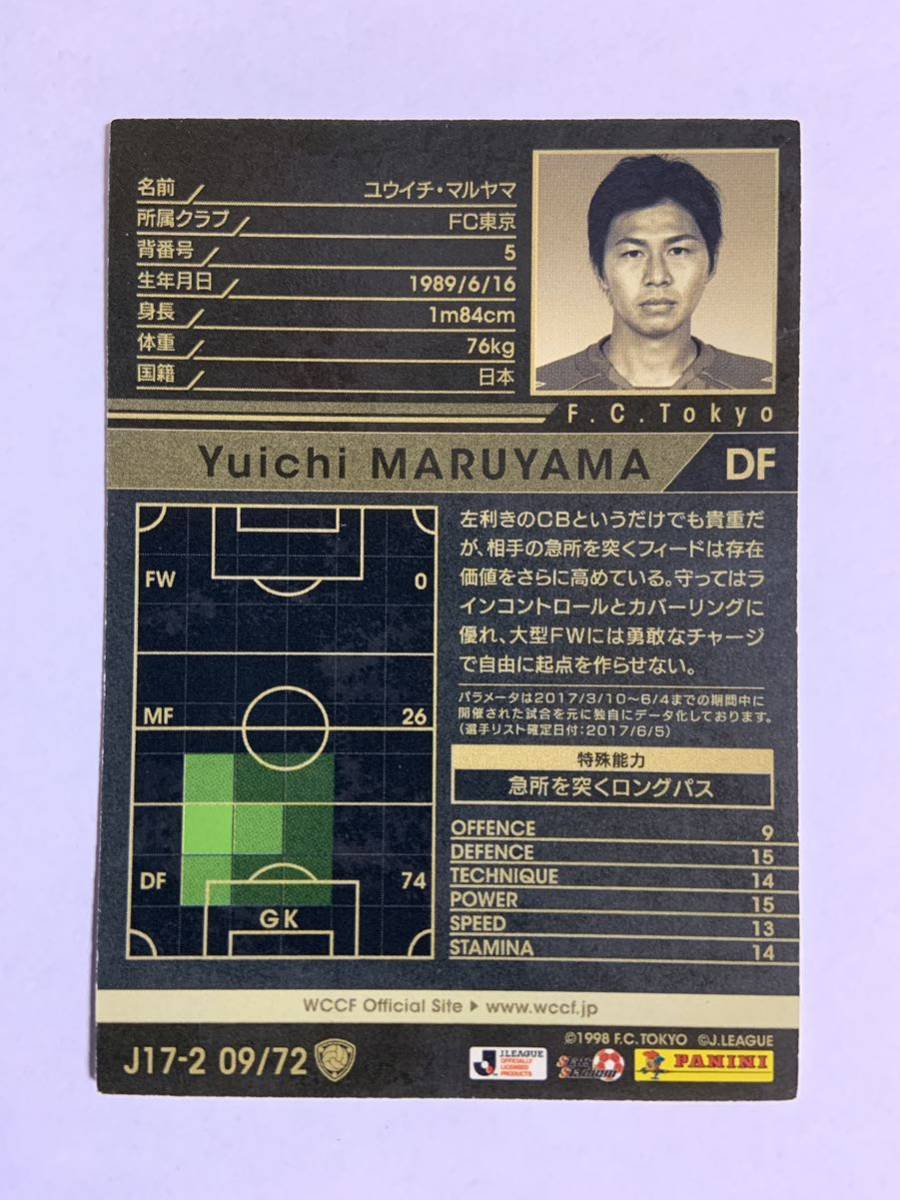 名前 ユウイチ・マルヤマ
所属クラブ FC東京
背番号 5
生年月日 1989/6/16
身長 1m84cm
体重 76kg
国籍 日本
F.C.Tokyo
Yuichi MARUYAMA DF
FW 0
MF 26
DF 74
GK
左利きのCBというだけでも貴重だ
が、相手の急所を突くフィードは存在
価値をさらに高めている。守ってはラ
インコントロールとカバーリングに
優れ、大型FWには勇敢なチャージ
で自由に起点を作らせない。
パラメータは2017/3/10〜6/4までの期間中に
開催された試合を元に独自にデータ化しております。
(選手リスト確定日付:2017/6/5)
特殊能力
急所を突くロングパス
OFFENCE 9
DEFENCE 15
TECHNIQUE 14
POWER 15
SPEED 13
STAMINA 14
WCCF Official Site ▶ www.wccf.jp
©1998 F.C.TOKYO ©J.LEAGUE
J17-2 09/72
J.LEAGUE
OFFICIALLY
LICENSED
PRODUCTS
PANINI